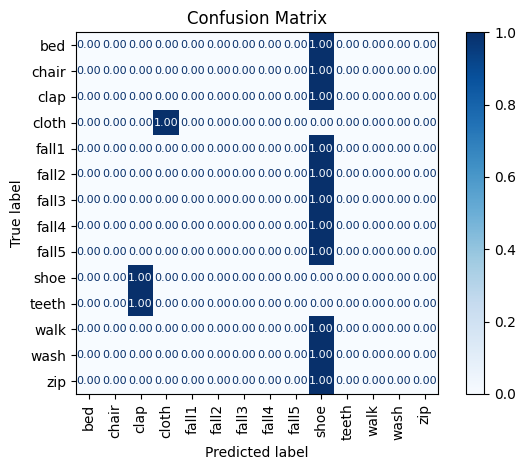 Confusion Matrix
bed 0.00 0.00 0.00 0.00 0.00 0.00 0.00 0.00 0.00 1.00 0.00 0.00 0.00 0.00
chair 0.00 0.00 0.00 0.00 0.00 0.00 0.00 0.00 0.00 1.00 0.00 0.00 0.00 0.00
clap 0.00 0.00 0.00 0.00 0.00 0.00 0.00 0.00 0.00 1.00 0.00 0.00 0.00 0.00
cloth 0.00 0.00 0.00 1.00 0.00 0.00 0.00 0.00 0.00 0.00 0.00 0.00 0.00 0.00
fall1 0.00 0.00 0.00 0.00 0.00 0.00 0.00 0.00 0.00 1.00 0.00 0.00 0.00 0.00
fall2 0.00 0.00 0.00 0.00 0.00 0.00 0.00 0.00 0.00 1.00 0.00 0.00 0.00 0.00
fall3 0.00 0.00 0.00 0.00 0.00 0.00 0.00 0.00 0.00 1.00 0.00 0.00 0.00 0.00
fall4 0.00 0.00 0.00 0.00 0.00 0.00 0.00 0.00 0.00 1.00 0.00 0.00 0.00 0.00
fall5 0.00 0.00 0.00 0.00 0.00 0.00 0.00 0.00 0.00 1.00 0.00 0.00 0.00 0.00
shoe 0.00 0.00 1.00 0.00 0.00 0.00 0.00 0.00 0.00 0.00 0.00 0.00 0.00 0.00
teeth 0.00 0.00 1.00 0.00 0.00 0.00 0.00 0.00 0.00 0.00 0.00 0.00 0.00 0.00
walk 0.00 0.00 0.00 0.00 0.00 0.00 0.00 0.00 0.00 1.00 0.00 0.00 0.00 0.00
wash 0.00 0.00 0.00 0.00 0.00 0.00 0.00 0.00 0.00 1.00 0.00 0.00 0.00 0.00
zip 0.00 0.00 0.00 0.00 0.00 0.00 0.00 0.00 0.00 1.00 0.00 0.00 0.00 0.00
True label
bed chair clap cloth fall1 fall2 fall3 fall4 fall5 shoe teeth walk wash zip
Predicted label
1.0
0.8
0.6
0.4
0.2
0.0